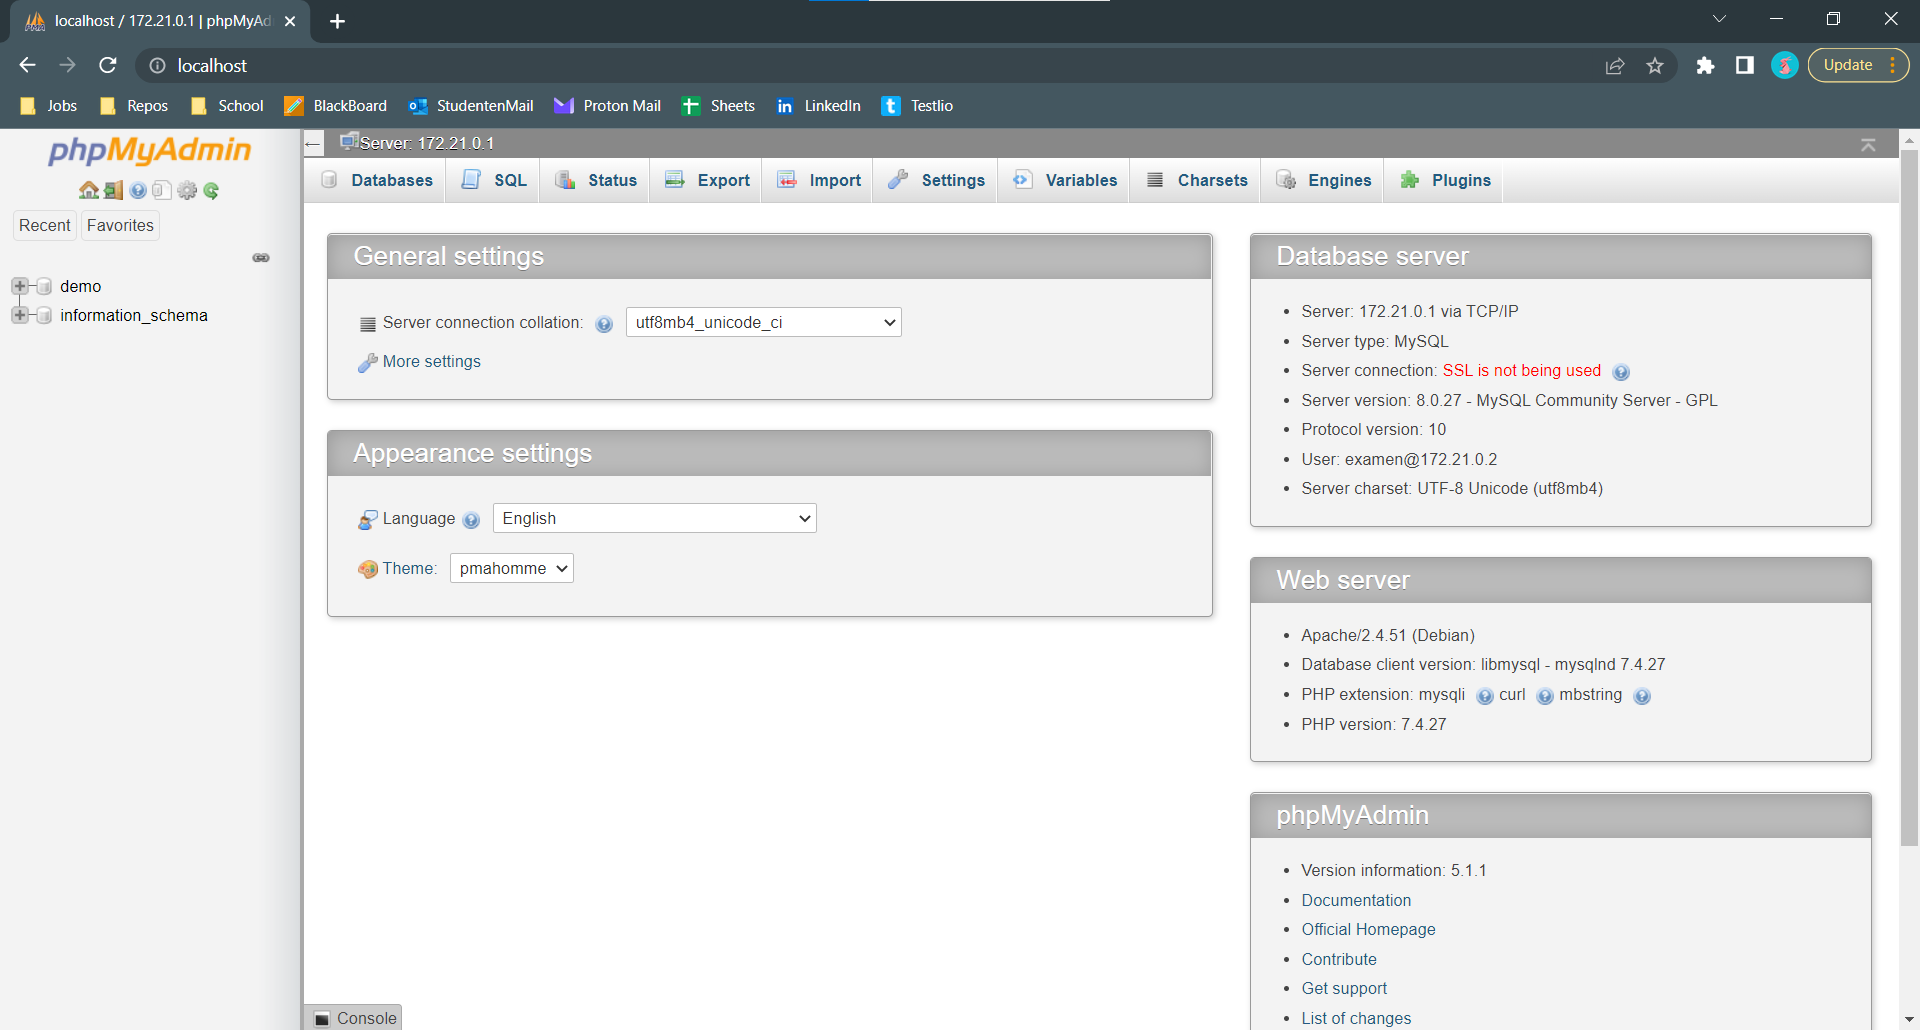 localhost / 172.21.0.1 | phpMyAd
localhost
Update
Jobs
Repos
School
BlackBoard
StudentenMail
Proton Mail
Sheets
LinkedIn
Testlio
phpMyAdmin
Recent
Favorites
demo
information_schema
Server: 172.21.0.1
Databases
SQL
Status
Export
Import
Settings
Variables
Charsets
Engines
Plugins
General settings
Server connection collation:
utf8mb4_unicode_ci
More settings
Appearance settings
Language
English
Theme:
pmahomme
Database server
Server: 172.21.0.1 via TCP/IP
Server type: MySQL
Server connection: SSL is not being used
Server version: 8.0.27 - MySQL Community Server - GPL
Protocol version: 10
User: examen@172.21.0.2
Server charset: UTF-8 Unicode (utf8mb4)
Web server
Apache/2.4.51 (Debian)
Database client version: libmysql - mysqlnd 7.4.27
PHP extension: mysqli curl mbstring
PHP version: 7.4.27
phpMyAdmin
Version information: 5.1.1
Documentation
Official Homepage
Contribute
Get support
List of changes
Console